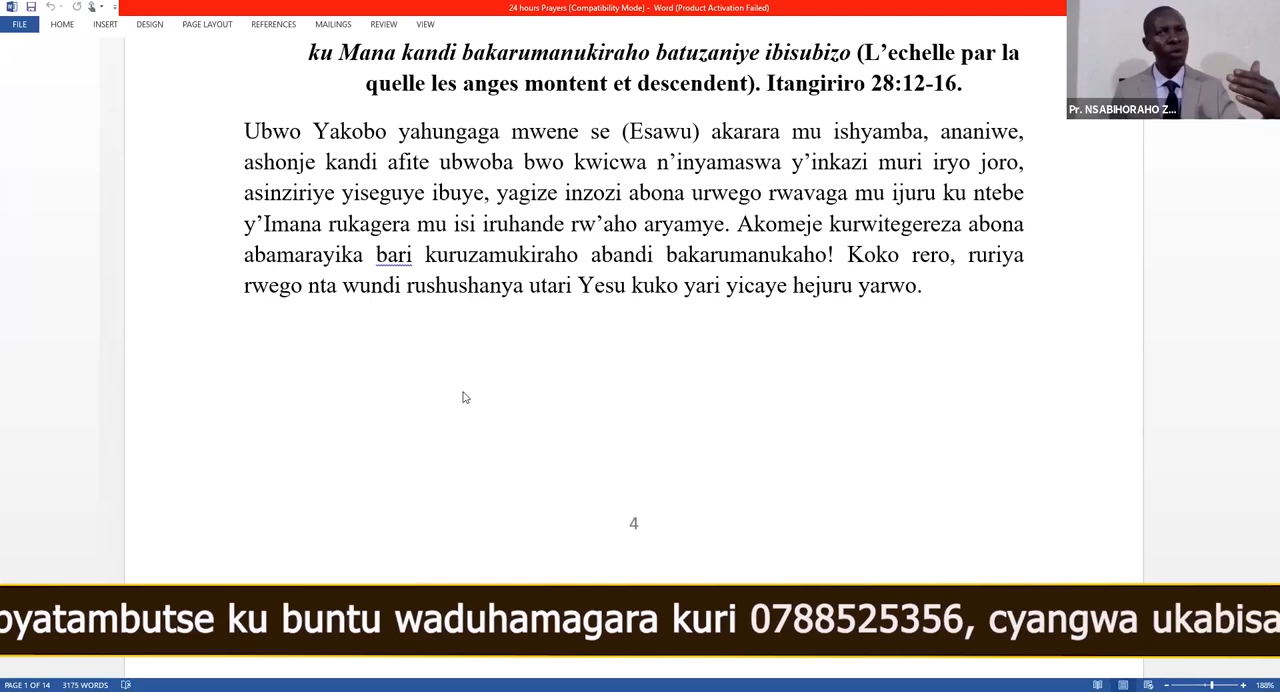 24 hours Prayers [Compatibility Mode] - Word (Product Activation Failed)
FILE HOME INSERT DESIGN PAGE LAYOUT REFERENCES MAILINGS REVIEW VIEW
ku Mana kandi bakarumanukiraho batuzaniye ibisubizo (L'echelle par la
quelle les anges montent et descendent). Itangiriro 28:12-16.
Pr. NSABIHORAHO Z...
Ubwo Yakobo yahungaga mwene se (Esawu) akarara mu ishyamba, ananiwe,
ashonje kandi afite ubwoba bwo kwicwa n'inyamaswa y'inkazi muri iryo joro,
asinziriye yiseguye ibuye, yagize inzozi abona urwego rwavaga mu ijuru ku ntebe
y'Imana rukagera mu isi iruhande rw'aho aryamye. Akomeje kurwitegereza abona
abamarayika bari kuruzamukiraho abandi bakarumanukaho! Koko rero, ruriya
rwego nta wundi rushushanya utari Yesu kuko yari yicaye hejuru yarwo.
4
byatambutse ku buntu waduhamagara kuri 0788525356, cyangwa ukabisa
PAGE 1 OF 14 3175 WORDS 188%